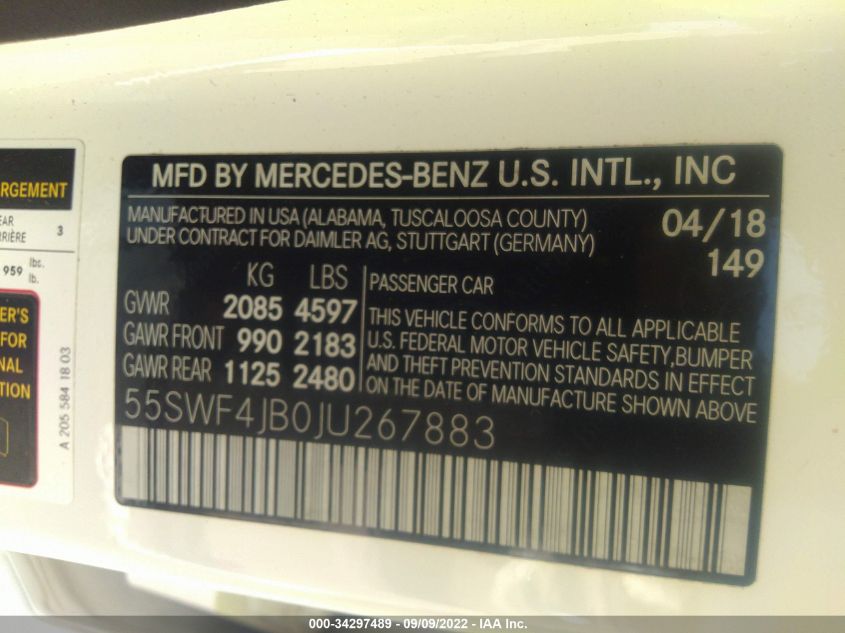 RGEMENT
EAR
RRIÈRE 3
959 lbs.
lb.
ER'S
FOR
NAL
TION
A 205 584 18 03
MFD BY MERCEDES-BENZ U.S. INTL., INC
MANUFACTURED IN USA (ALABAMA, TUSCALOOSA COUNTY) 04/18
UNDER CONTRACT FOR DAIMLER AG, STUTTGART (GERMANY) 149
KG LBS
GVWR 2085 4597
GAWR FRONT 990 2183
GAWR REAR 1125 2480
PASSENGER CAR
THIS VEHICLE CONFORMS TO ALL APPLICABLE
U.S. FEDERAL MOTOR VEHICLE SAFETY,BUMPER
AND THEFT PREVENTION STANDARDS IN EFFECT
ON THE DATE OF MANUFACTURE SHOWN ABOVE
55SWF4JB0JU267883
000-34297489 - 09/09/2022 - IAA Inc.